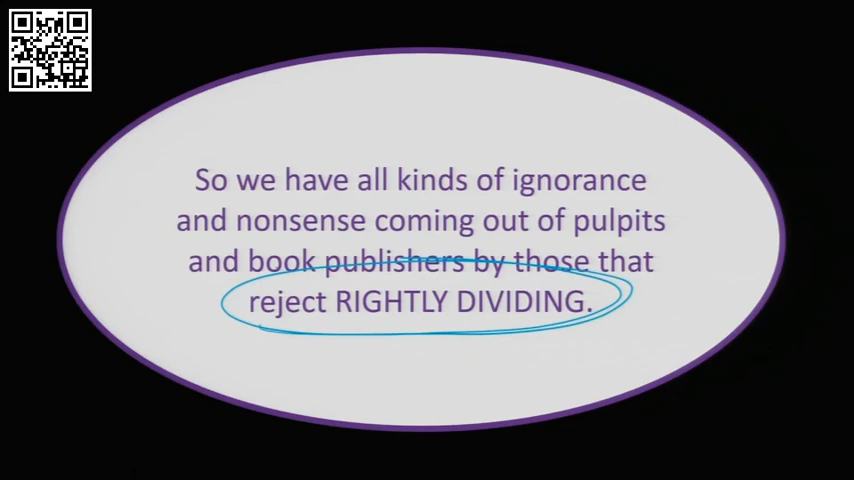 So we have all kinds of ignorance
and nonsense coming out of pulpits
and book publishers by those that
reject RIGHTLY DIVIDING.